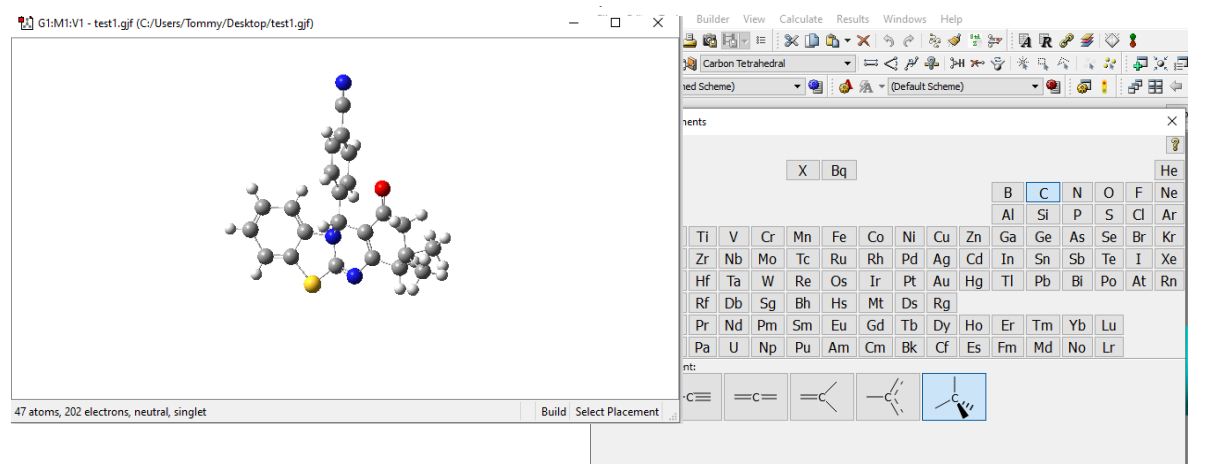 G1:M1:V1 - test1.gjf (C:/Users/Tommy/Desktop/test1.gjf)
Builder View Calculate Results Windows Help
Carbon Tetrahedral
ned Scheme) (Default Scheme)
nents
X Bq He
B C N O F Ne
Al Si P S Cl Ar
Ti V Cr Mn Fe Co Ni Cu Zn Ga Ge As Se Br Kr
Zr Nb Mo Tc Ru Rh Pd Ag Cd In Sn Sb Te I Xe
Hf Ta W Re Os Ir Pt Au Hg Tl Pb Bi Po At Rn
Rf Db Sg Bh Hs Mt Ds Rg
Pr Nd Pm Sm Eu Gd Tb Dy Ho Er Tm Yb Lu
Pa U Np Pu Am Cm Bk Cf Es Fm Md No Lr
nt:
C C C C C
47 atoms, 202 electrons, neutral, singlet Build Select Placement